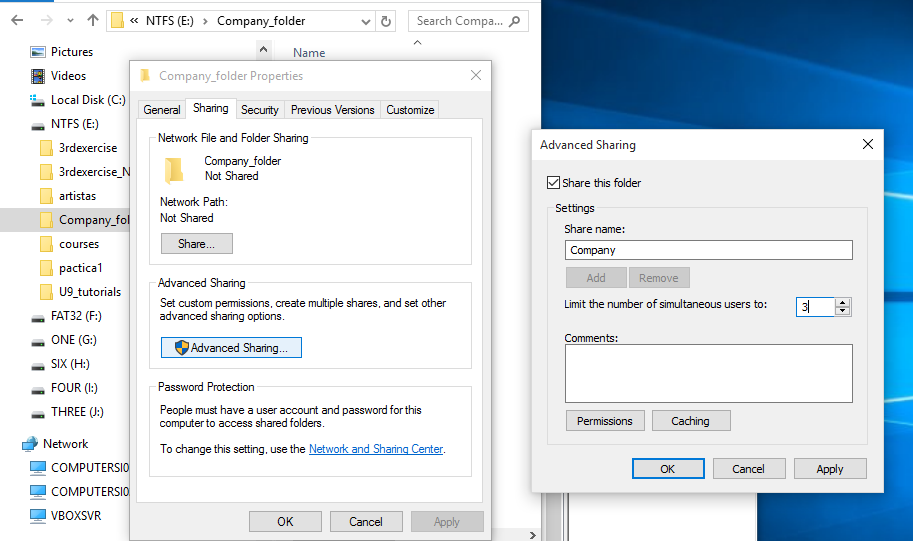 « NTFS (E:) > Company_folder
Search Compa...
Pictures
Videos
Local Disk (C:)
NTFS (E:)
3rdexercise
3rdexercise_N
artistas
Company_fol
courses
pactica1
U9_tutorials
FAT32 (F:)
ONE (G:)
SIX (H:)
FOUR (I:)
THREE (J:)
Network
COMPUTERSI0
COMPUTERSI0
VBOXSVR
Name
Company_folder Properties
General Sharing Security Previous Versions Customize
Network File and Folder Sharing
Company_folder
Not Shared
Network Path:
Not Shared
Share...
Advanced Sharing
Set custom permissions, create multiple shares, and set other
advanced sharing options.
Advanced Sharing...
Password Protection
People must have a user account and password for this
computer to access shared folders.
To change this setting, use the Network and Sharing Center.
OK Cancel Apply
Advanced Sharing
Share this folder
Settings
Share name:
Company
Add Remove
Limit the number of simultaneous users to: 3
Comments:
Permissions Caching
OK Cancel Apply